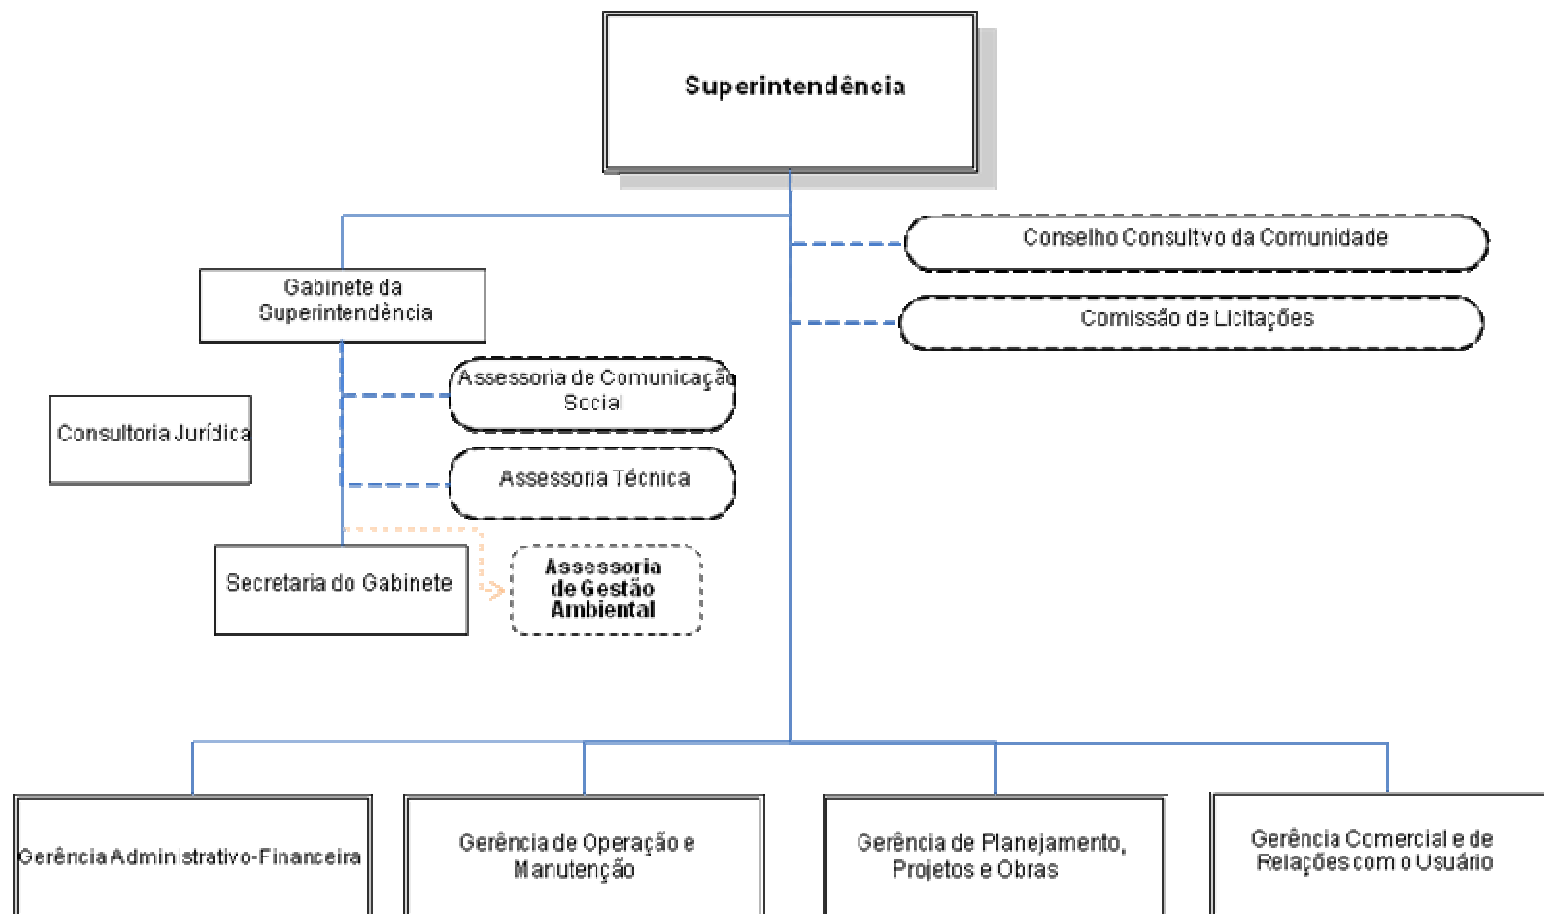 Superintendência
Conselho Consultvo da Comunidade
Comissão de Licitações
Gabinete da
Superintendência
Assessoria de Comunicação
Social
Consultoria Jurídica
Assessoria Técnica
Secretaria do Gabinete
Assessoria
de Gestão
Ambiental
Gerência Administrativo-Financeira
Gerência de Operação e
Manutenção
Gerência de Planejamento,
Projetos e Obras
Gerência Comercial e de
Relações com o Usuário